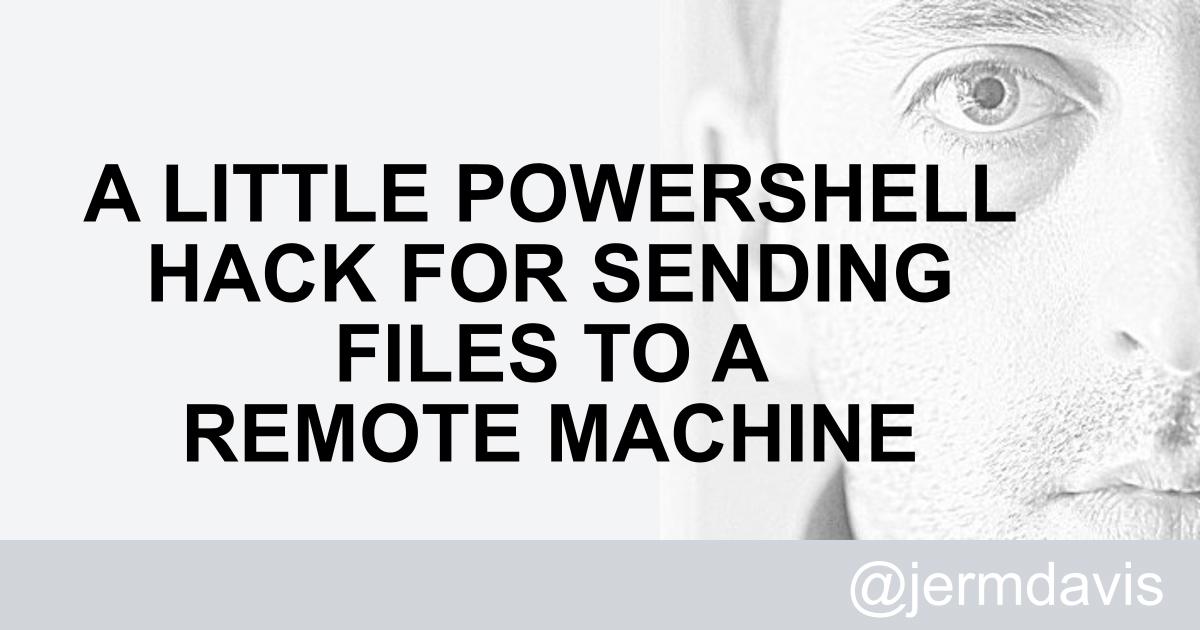 A LITTLE POWERSHELL
HACK FOR SENDING
FILES TO A
REMOTE MACHINE
@jermdavis